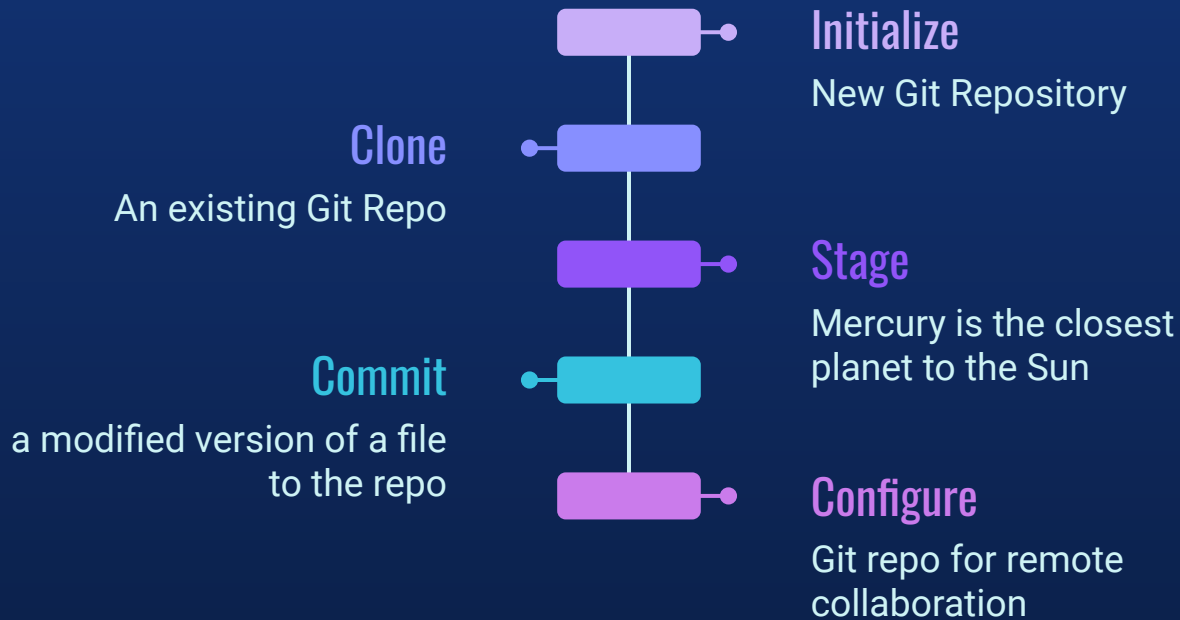 Initialize
New Git Repository
Clone
An existing Git Repo
Stage
Mercury is the closest
planet to the Sun
Commit
a modified version of a file
to the repo
Configure
Git repo for remote
collaboration